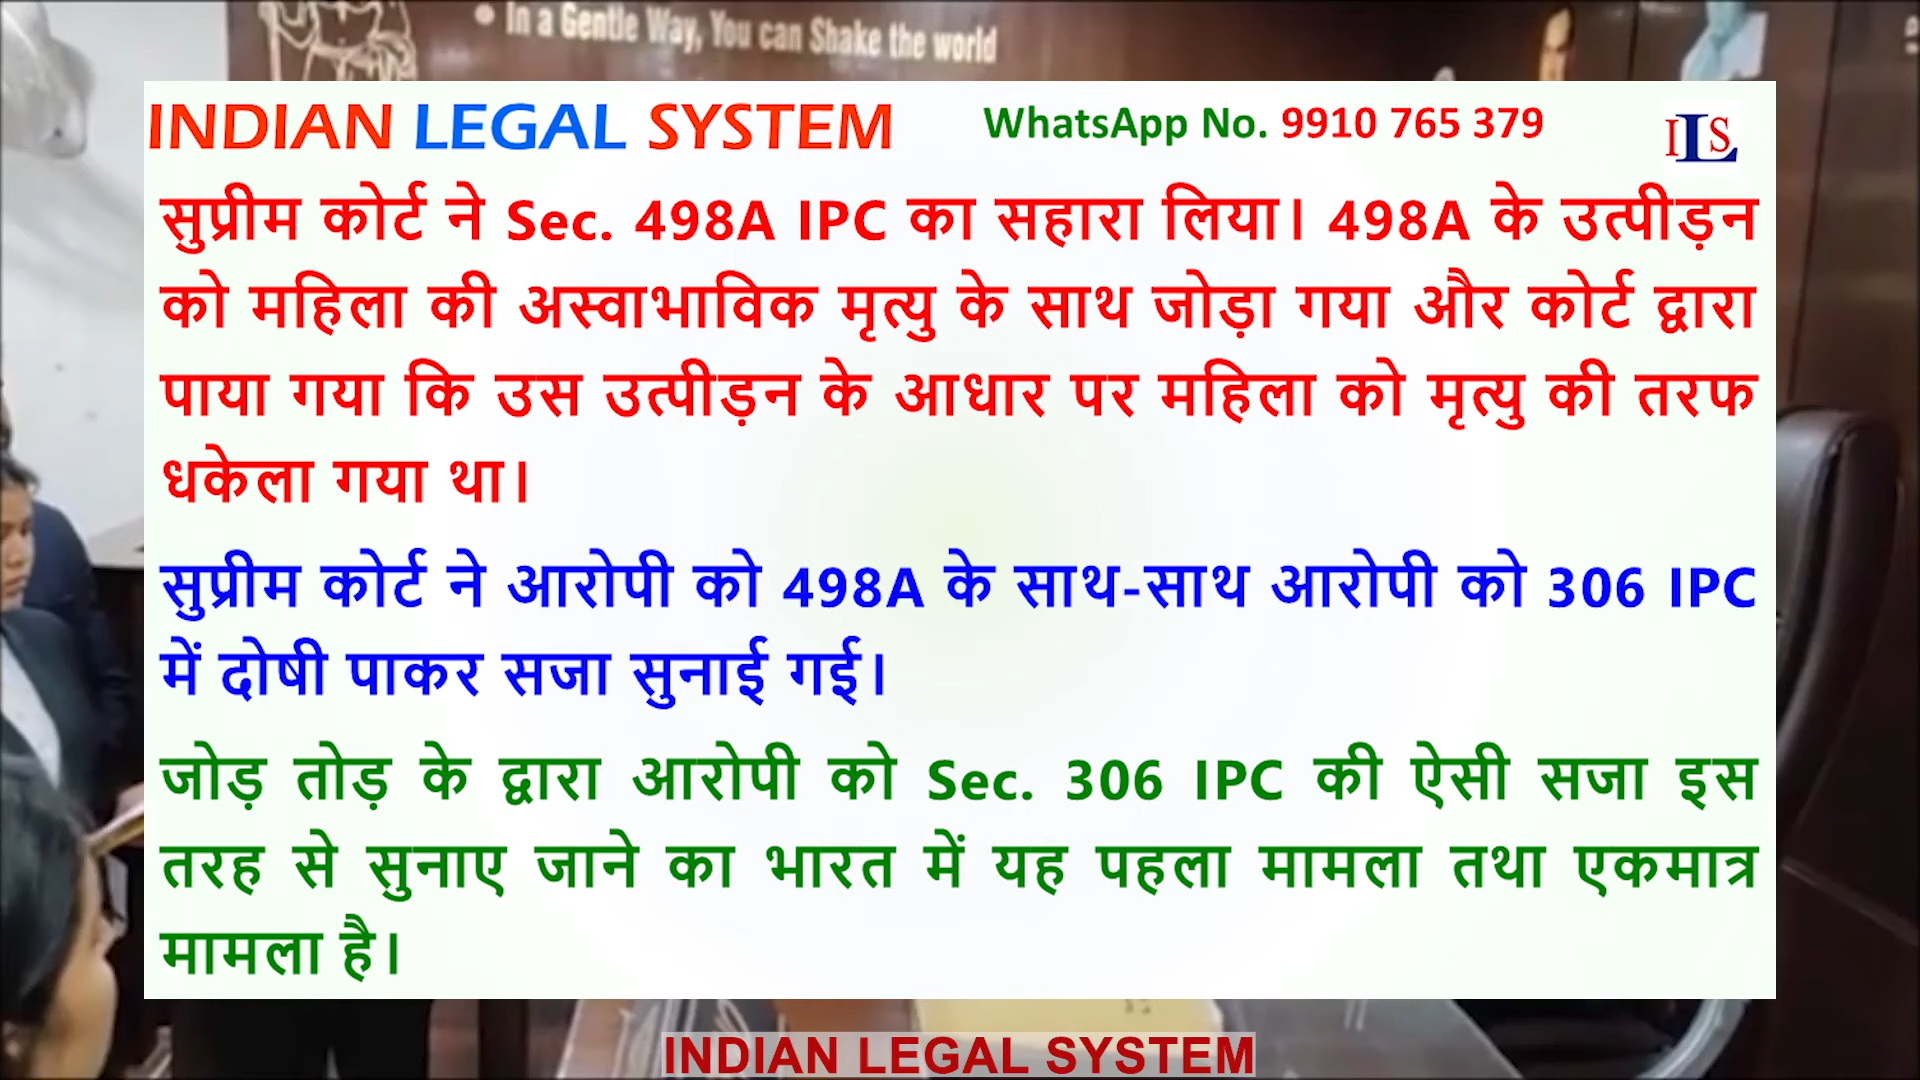 • In a Gentle Way, You can Shake the world
INDIAN LEGAL SYSTEM WhatsApp No. 9910 765 379 ILS
सुप्रीम कोर्ट ने Sec. 498A IPC का सहारा लिया। 498A के उत्पीड़न
को महिला की अस्वाभाविक मृत्यु के साथ जोड़ा गया और कोर्ट द्वारा
पाया गया कि उस उत्पीड़न के आधार पर महिला को मृत्यु की तरफ
धकेला गया था।
सुप्रीम कोर्ट ने आरोपी को 498A के साथ-साथ आरोपी को 306 IPC
में दोषी पाकर सजा सुनाई गई।
जोड़ तोड़ के द्वारा आरोपी को Sec. 306 IPC की ऐसी सजा इस
तरह से सुनाए जाने का भारत में यह पहला मामला तथा एकमात्र
मामला है।
INDIAN LEGAL SYSTEM